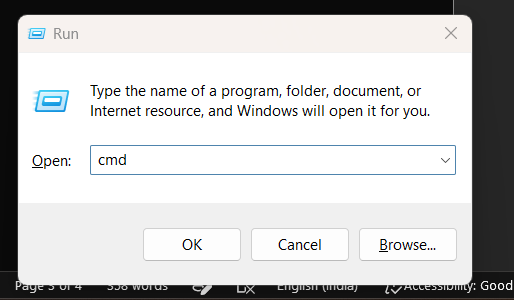 Run
Type the name of a program, folder, document, or
Internet resource, and Windows will open it for you.
Open: cmd
OK Cancel Browse...
Page 3 of 4 358 words English (India) Accessibility: Good